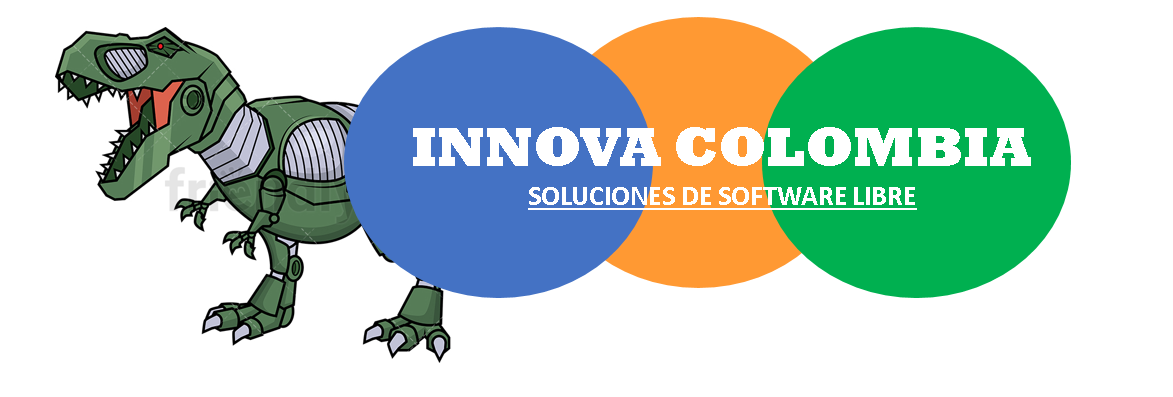 INNOVA COLOMBIA
SOLUCIONES DE SOFTWARE LIBRE